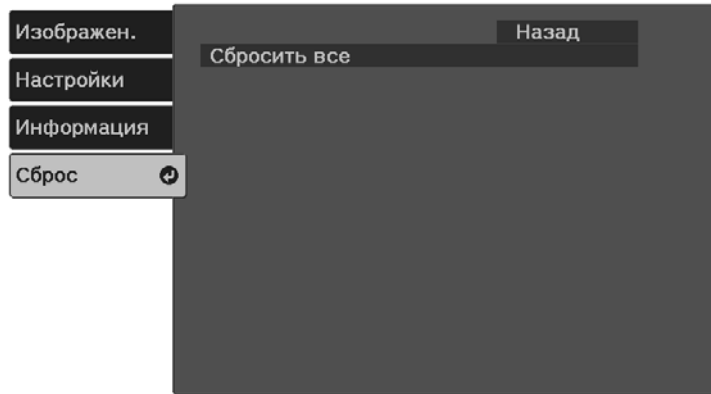 Изображен.
Настройки
Информация
Сброс
Назад
Сбросить все